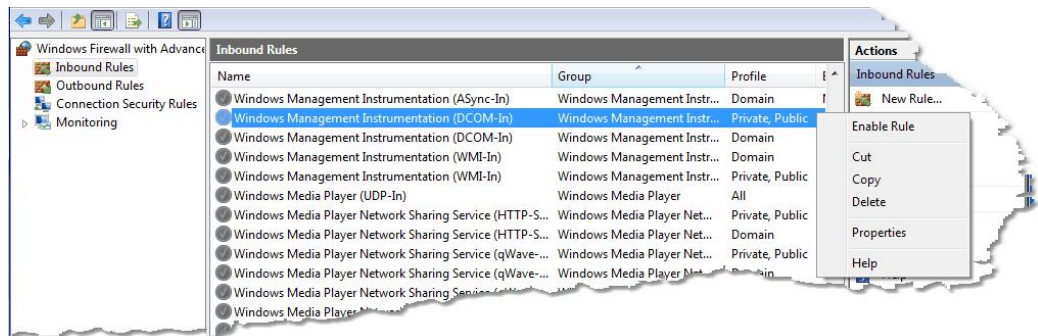 Windows Firewall with Advance
Inbound Rules
Outbound Rules
Connection Security Rules
Monitoring
Inbound Rules
Name Group Profile
Windows Management Instrumentation (ASync-In) Windows Management Instr... Domain
Windows Management Instrumentation (DCOM-In) Windows Management Instr... Private, Public
Windows Management Instrumentation (DCOM-In) Windows Management Instr... Domain
Windows Management Instrumentation (WMI-In) Windows Management Instr... Domain
Windows Management Instrumentation (WMI-In) Windows Management Instr... Private, Public
Windows Media Player (UDP-In) Windows Media Player All
Windows Media Player Network Sharing Service (HTTP-S... Windows Media Player Net... Private, Public
Windows Media Player Network Sharing Service (HTTP-S... Windows Media Player Net... Domain
Windows Media Player Network Sharing Service (qWave-... Windows Media Player Net... Private, Public
Windows Media Player Network Sharing Service (qWave-... Windows Media Player Net...
Windows Media Player Network Sharing Service
Windows Media Player
Actions
Inbound Rules
New Rule...
Enable Rule
Cut
Copy
Delete
Properties
Help
Help